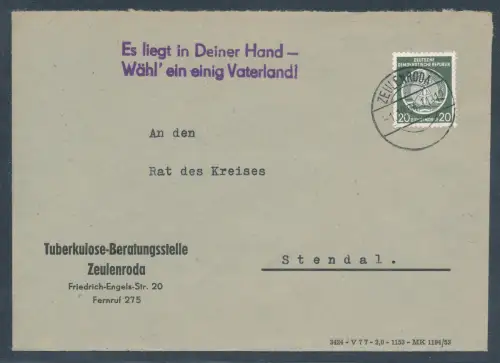 Es liegt in Deiner Hand —
Wähl' ein einig Vaterland!
DEUTSCHE
DEMOKRATISCHE REPUBLIK
20 20
ZEULENRODA
An den
Rat des Kreises
Stendal.
Tuberkulose-Beratungsstelle
Zeulenroda
Friedrich-Engels-Str. 20
Fernruf 275